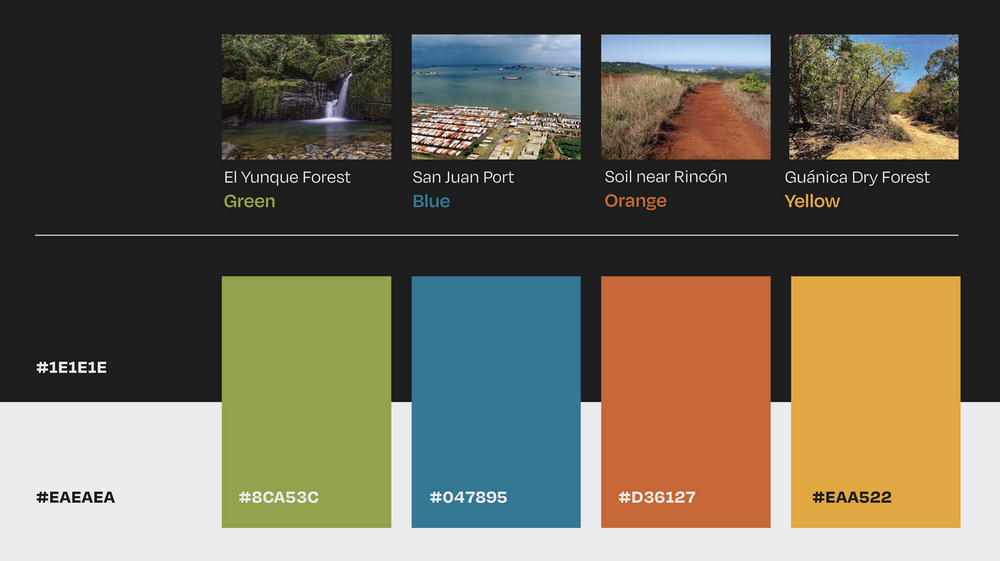 El Yunque Forest
Green
San Juan Port
Blue
Soil near Rincón
Orange
Guánica Dry Forest
Yellow
#1E1E1E
#EAEAEA
#8CA53C
#047895
#D36127
#EAA522